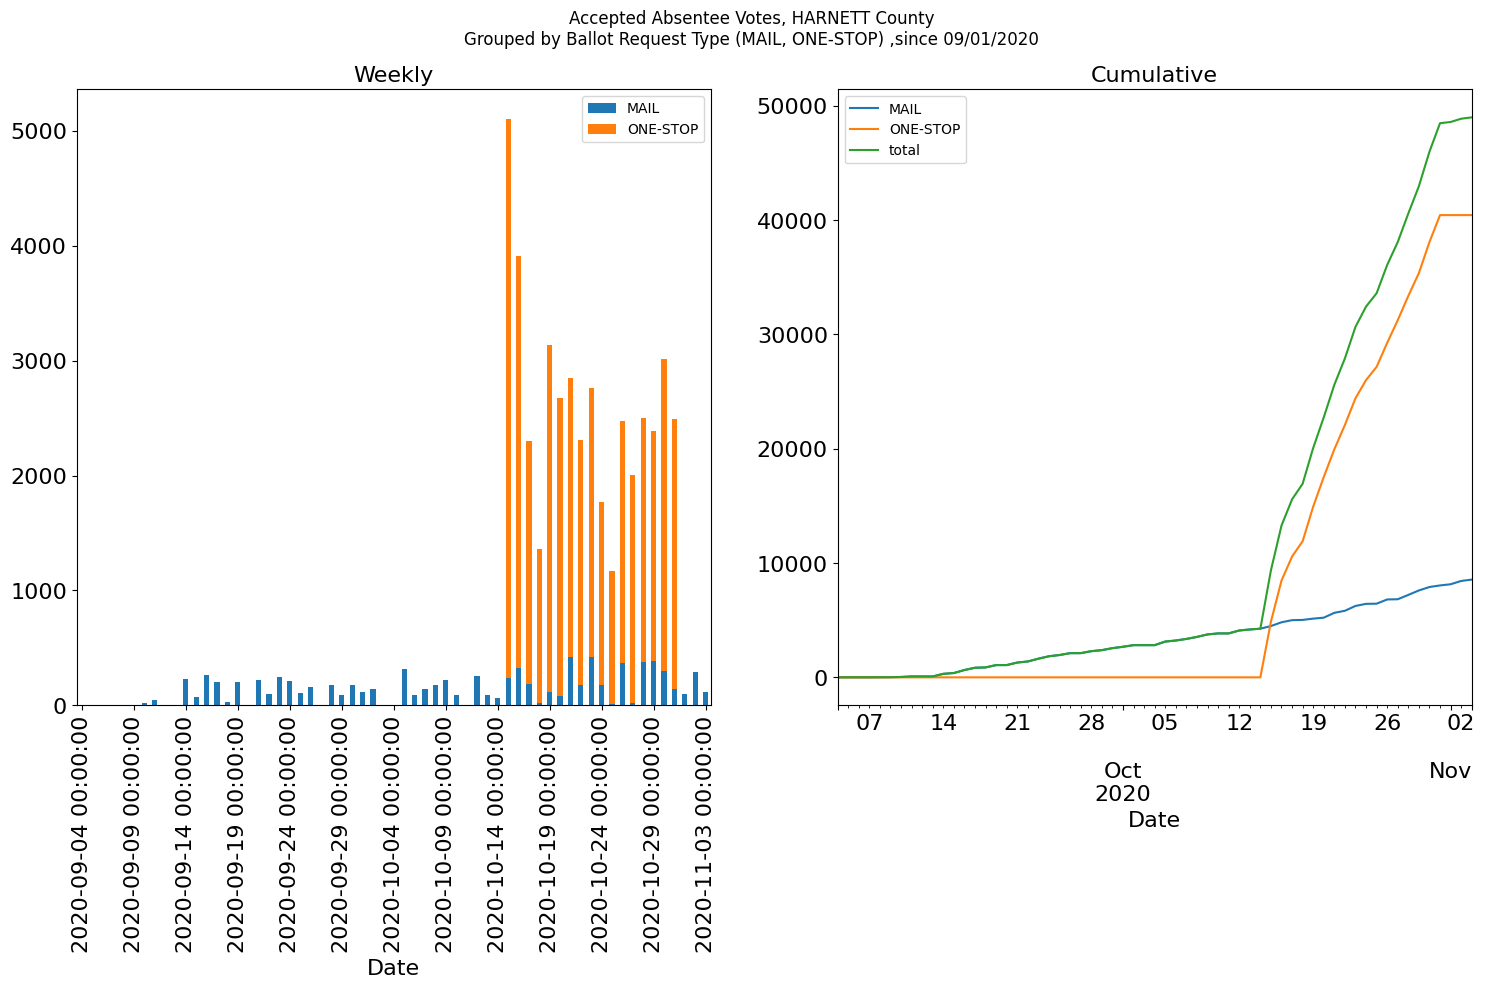 Accepted Absentee Votes, HARNETT County
Grouped by Ballot Request Type (MAIL, ONE-STOP) ,since 09/01/2020
Weekly
MAIL
ONE-STOP
5000
4000
3000
2000
1000
0
2020-09-04 00:00:00
2020-09-09 00:00:00
2020-09-14 00:00:00
2020-09-19 00:00:00
2020-09-24 00:00:00
2020-09-29 00:00:00
2020-10-04 00:00:00
2020-10-09 00:00:00
2020-10-14 00:00:00
2020-10-19 00:00:00
2020-10-24 00:00:00
2020-10-29 00:00:00
2020-11-03 00:00:00
Date
Cumulative
MAIL
ONE-STOP
total
50000
40000
30000
20000
10000
0
07 14 21 28 05 12 19 26 02
Oct Nov
2020
Date